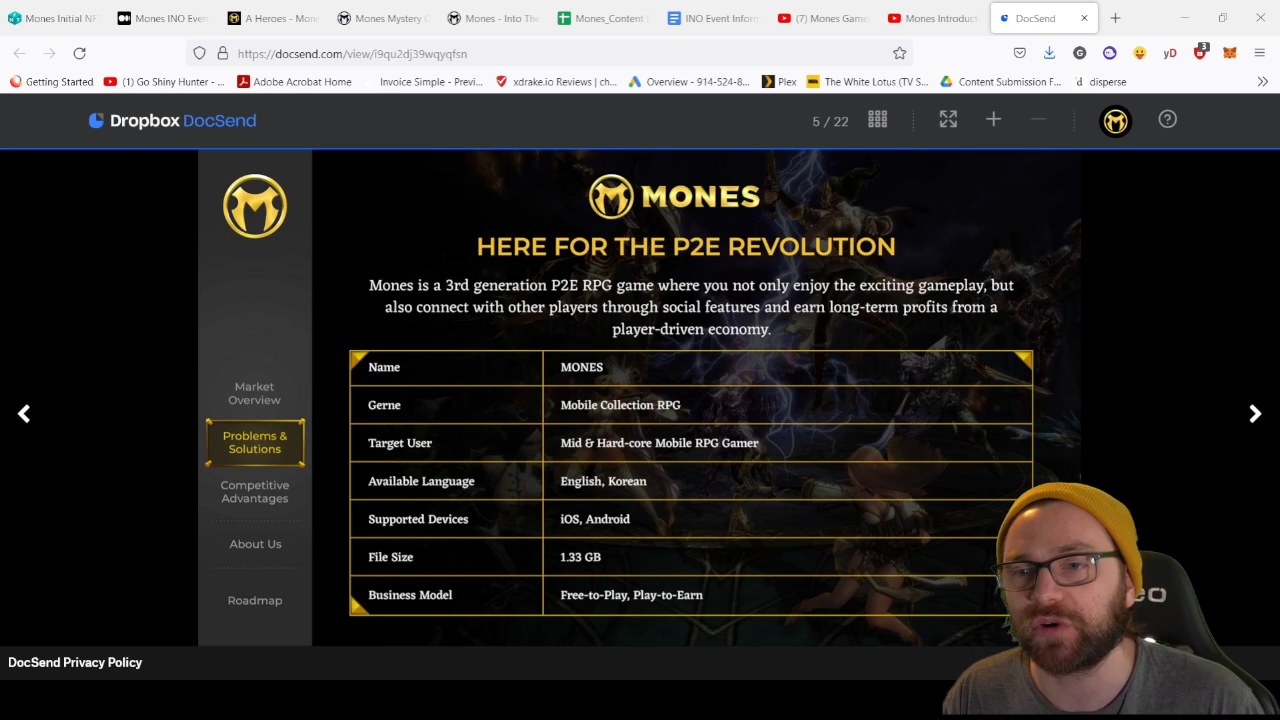 Mones Initial NF
Mones INO Even
A Heroes - Mone
Mones Mystery C
Mones - Into The
Mones_Content
INO Event Inform
(7) Mones Game
Mones Introduct
DocSend
https://docsend.com/view/i9qu2dj39wqyqfsn
3
yD
Getting Started
(1) Go Shiny Hunter - ...
Adobe Acrobat Home
Invoice Simple - Previ...
xdrake.io Reviews | ch...
Overview - 914-524-8...
Plex
The White Lotus (TV S...
Content Submission F...
d disperse
Dropbox DocSend
5 / 22
MONES
HERE FOR THE P2E REVOLUTION
Mones is a 3rd generation P2E RPG game where you not only enjoy the exciting gameplay, but
also connect with other players through social features and earn long-term profits from a
player-driven economy.
Name MONES
Gerne Mobile Collection RPG
Target User Mid & Hard-core Mobile RPG Gamer
Available Language English, Korean
Supported Devices iOS, Android
File Size 1.33 GB
Business Model Free-to-Play, Play-to-Earn
Market
Overview
Problems &
Solutions
Competitive
Advantages
About Us
Roadmap
DocSend Privacy Policy